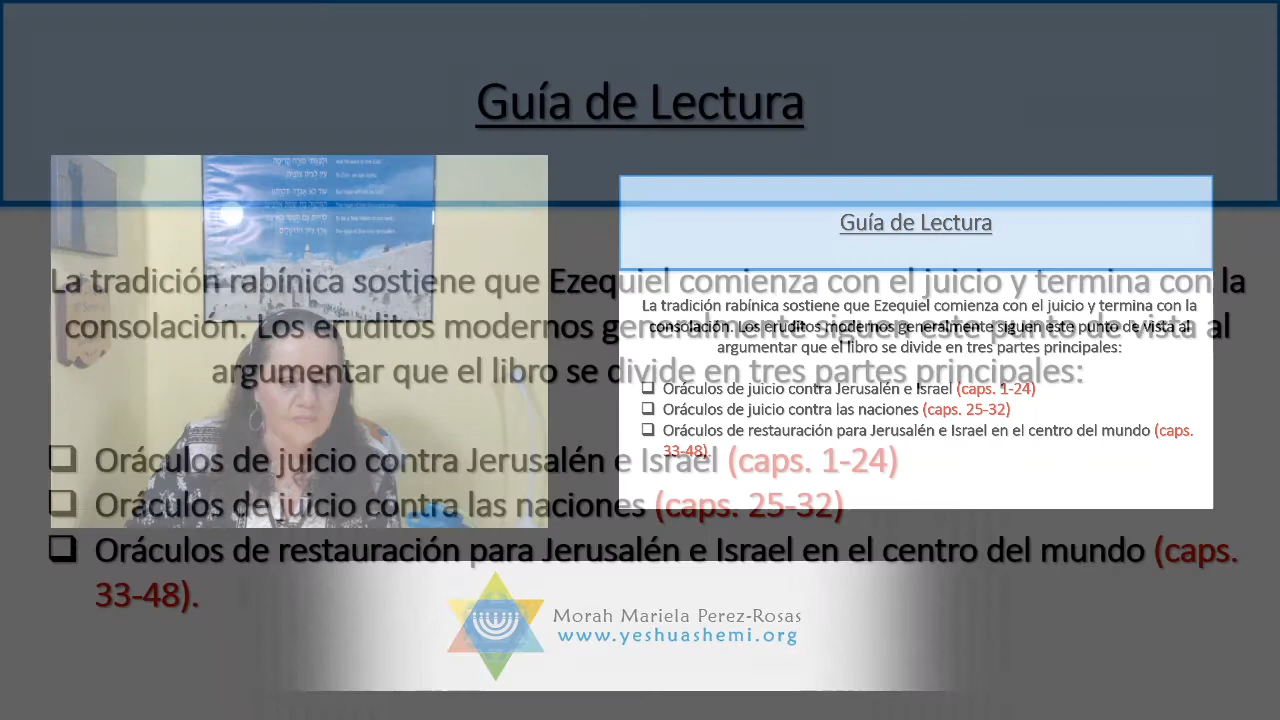 Guía de Lectura
La tradición rabínica sostiene que Ezequiel comienza con el juicio y termina con la
consolación. Los eruditos modernos generalmente siguen este punto de vista al
argumentar que el libro se divide en tres partes principales:
❑ Oráculos de juicio contra Jerusalén e Israel (caps. 1-24)
❑ Oráculos de juicio contra las naciones (caps. 25-32)
❑ Oráculos de restauración para Jerusalén e Israel en el centro del mundo (caps.
33-48).
Guía de Lectura
La tradición rabínica sostiene que Ezequiel comienza con el juicio y termina con la
consolación. Los eruditos modernos generalmente siguen este punto de vista al
argumentar que el libro se divide en tres partes principales:
❑ Oráculos de juicio contra Jerusalén e Israel (caps. 1-24)
❑ Oráculos de juicio contra las naciones (caps. 25-32)
❑ Oráculos de restauración para Jerusalén e Israel en el centro del mundo (caps.
33-48).
Morah Mariela Perez-Rosas
www.yeshuashemi.org